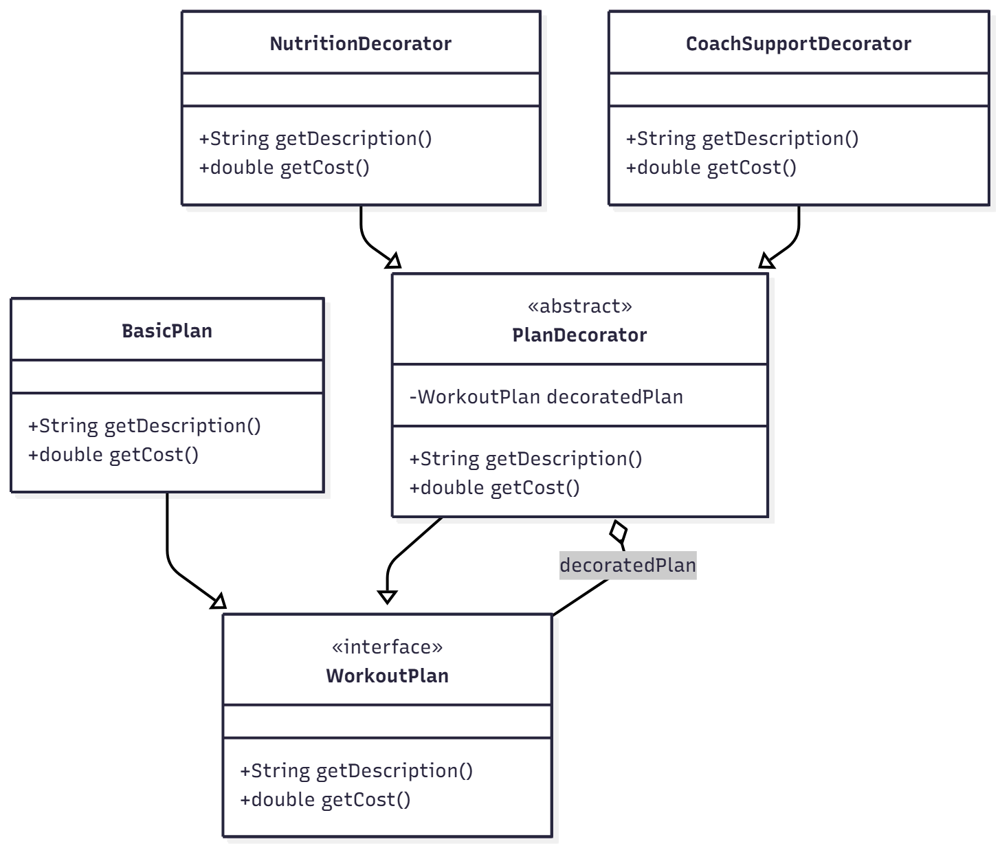 NutritionDecorator
+String getDescription()
+double getCost()
CoachSupportDecorator
+String getDescription()
+double getCost()
BasicPlan
+String getDescription()
+double getCost()
«abstract»
PlanDecorator
-WorkoutPlan decoratedPlan
+String getDescription()
+double getCost()
decoratedPlan
«interface»
WorkoutPlan
+String getDescription()
+double getCost()